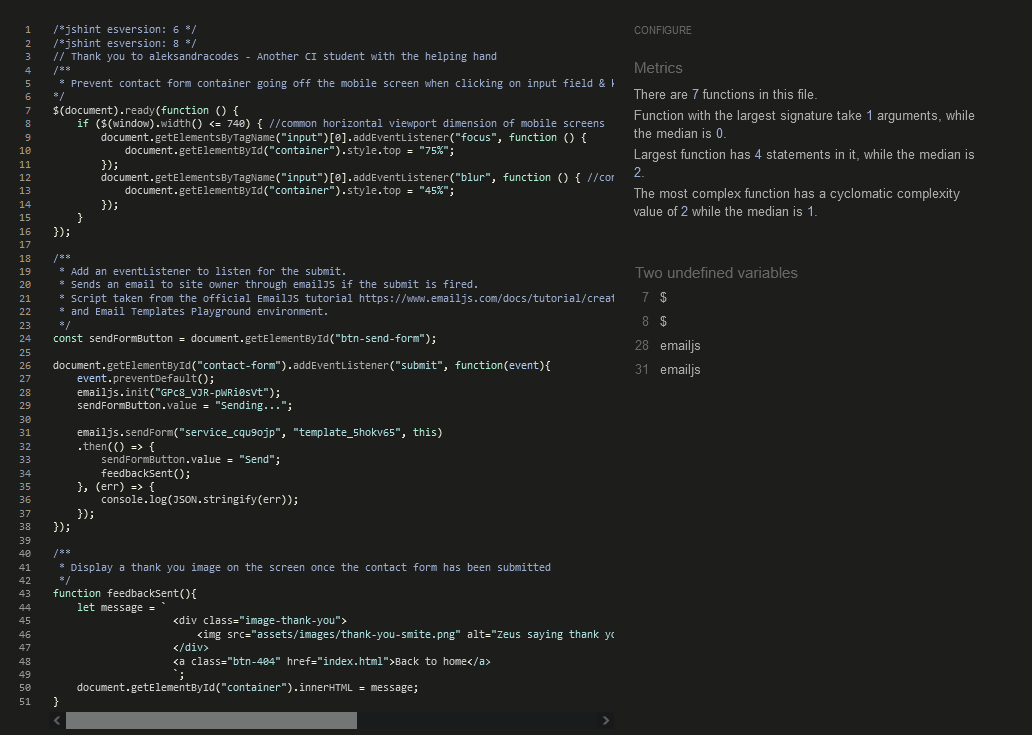 1 /*jshint esversion: 6 */
2 /*jshint esversion: 8 */
3 // Thank you to aleksandracodes - Another CI student with the helping hand
4 /**
5  * Prevent contact form container going off the mobile screen when clicking on input field &
6 */
7 $(document).ready(function () {
8     if ($(window).width() <= 740) { //common horizontal viewport dimension of mobile screens
9         document.getElementsByTagName("input")[0].addEventListener("focus", function () {
10             document.getElementById("container").style.top = "75%";
11         });
12         document.getElementsByTagName("input")[0].addEventListener("blur", function () { //
13             document.getElementById("container").style.top = "45%";
14         });
15     }
16 });
17
18 /**
19  * Add an eventListener to listen for the submit.
20  * Sends an email to site owner through emailJS if the submit is fired.
21  * Script taken from the official EmailJS tutorial https://www.emailjs.com/docs/tutorial/creat
22  * and Email Templates Playground environment.
23  */
24 const sendFormButton = document.getElementById("btn-send-form");
25
26 document.getElementById("contact-form").addEventListener("submit", function(event){
27     event.preventDefault();
28     emailjs.init("GPc8_VJR-pWRi0sVt");
29     sendFormButton.value = "Sending...";
30
31     emailjs.sendForm("service_cqu9ojp", "template_5hokv65", this)
32     .then(() => {
33         sendFormButton.value = "Send";
34         feedbackSent();
35     }, (err) => {
36         console.log(JSON.stringify(err));
37     });
38 });
39
40 /**
41  * Display a thank you image on the screen once the contact form has been submitted
42  */
43 function feedbackSent(){
44     let message = `
45                     <div class="image-thank-you">
46                         <img src="assets/images/thank-you-smite.png" alt="Zeus saying thank yo
47                     </div>
48                     <a class="btn-404" href="index.html">Back to home</a>
49                     `;
50     document.getElementById("container").innerHTML = message;
51 }
CONFIGURE
Metrics
There are 7 functions in this file.
Function with the largest signature take 1 arguments, while
the median is 0.
Largest function has 4 statements in it, while the median is
2.
The most complex function has a cyclomatic complexity
value of 2 while the median is 1.
Two undefined variables
7 $
8 $
28 emailjs
31 emailjs